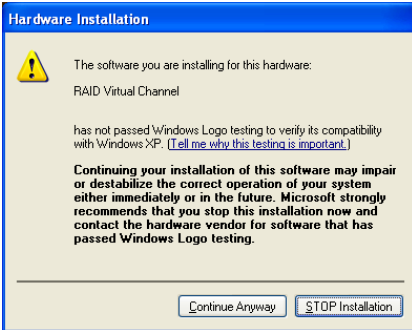 Hardware Installation
The software you are installing for this hardware:
RAID Virtual Channel
has not passed Windows Logo testing to verify its compatibility
with Windows XP. (Tell me why this testing is important.)
Continuing your installation of this software may impair
or destabilize the correct operation of your system
either immediately or in the future. Microsoft strongly
recommends that you stop this installation now and
contact the hardware vendor for software that has
passed Windows Logo testing.
Continue Anyway STOP Installation